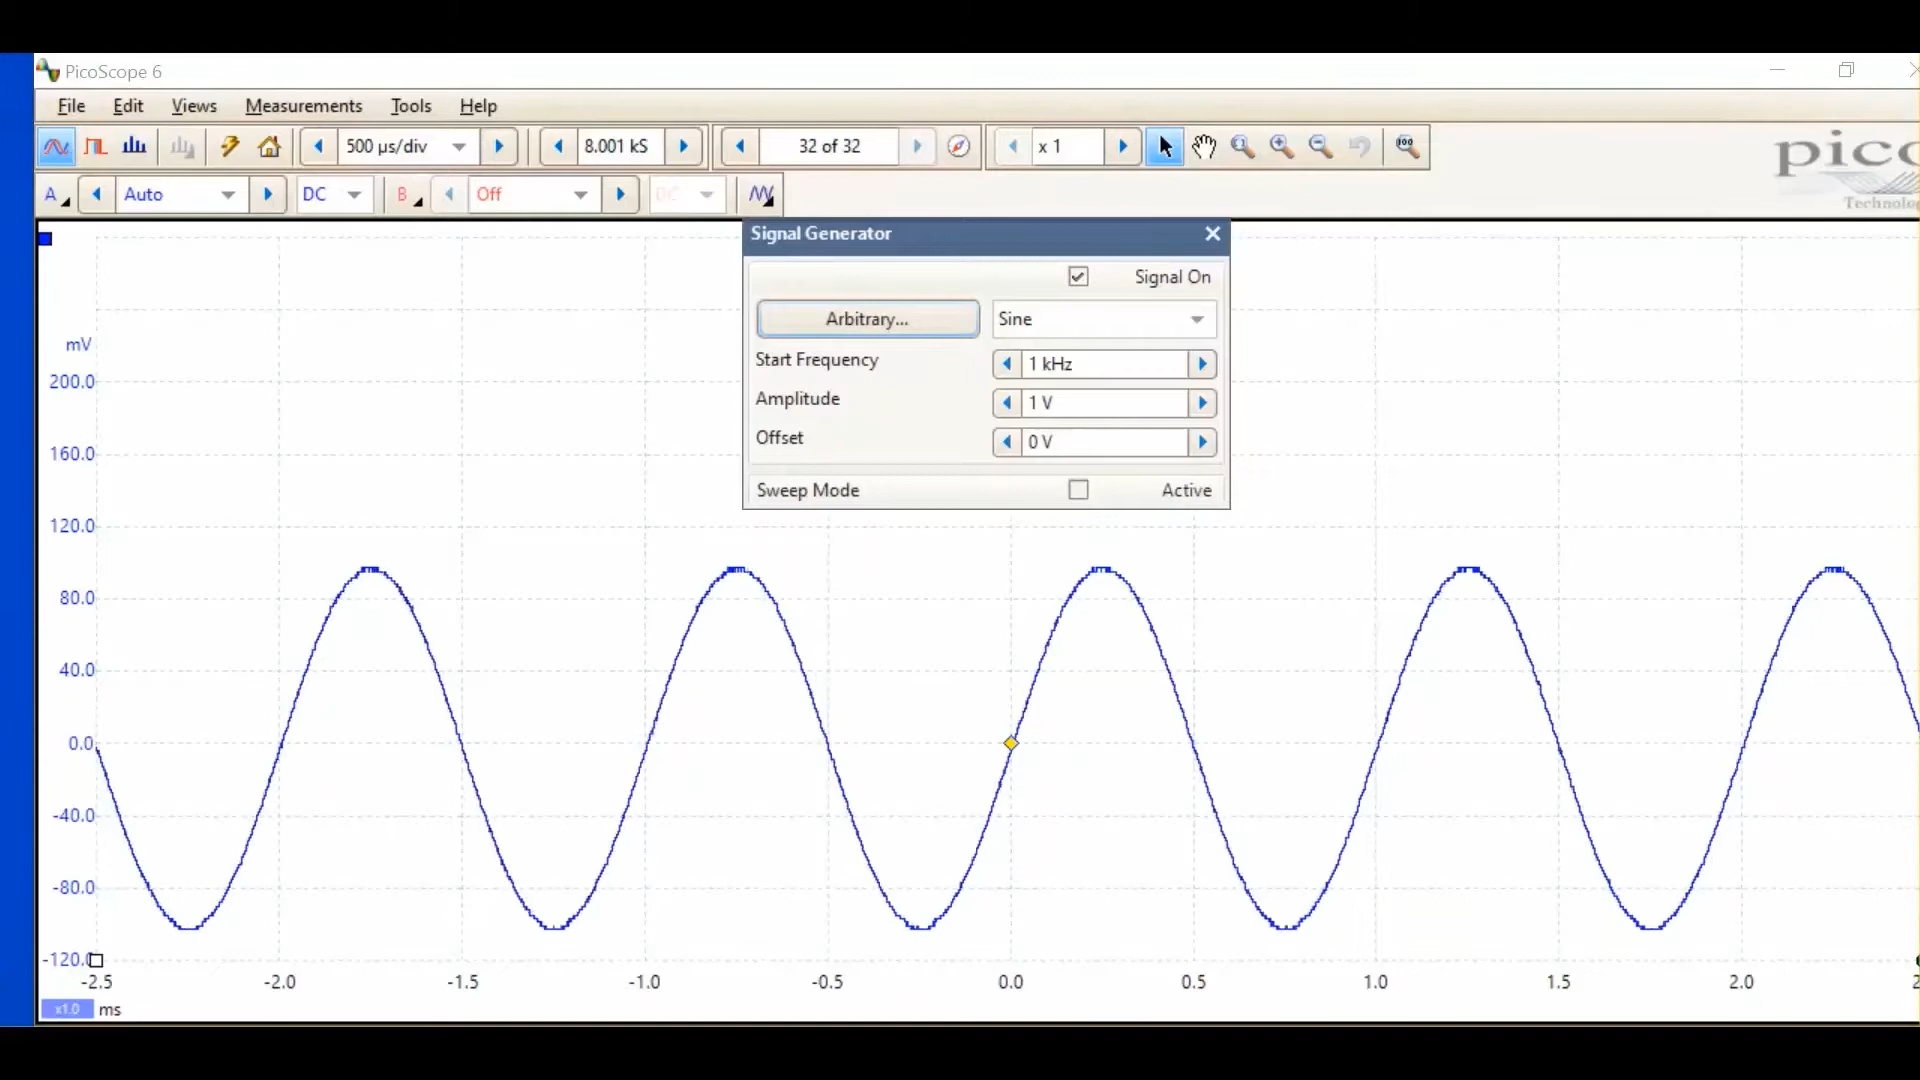 PicoScope 6
File Edit Views Measurements Tools Help
500 µs/div 8.001 kS 32 of 32 x 1
pico
Technolo
A Auto DC B Off DC
Signal Generator
Signal On
Arbitrary... Sine
Start Frequency 1 kHz
Amplitude 1 V
Offset 0 V
Sweep Mode Active
mV
200.0
160.0
120.0
80.0
40.0
0.0
-40.0
-80.0
-120.0
-2.5 -2.0 -1.5 -1.0 -0.5 0.0 0.5 1.0 1.5 2.0 2
x1.0 ms